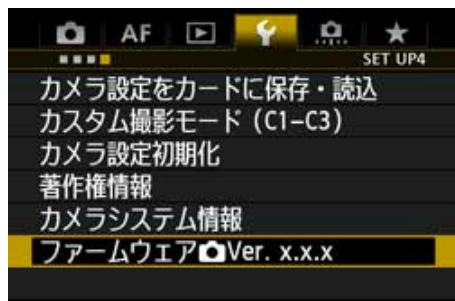 AF
SET UP4
カメラ設定をカードに保存・読込
カスタム撮影モード (C1-C3)
カメラ設定初期化
著作権情報
カメラシステム情報
ファームウェア Ver. x.x.x